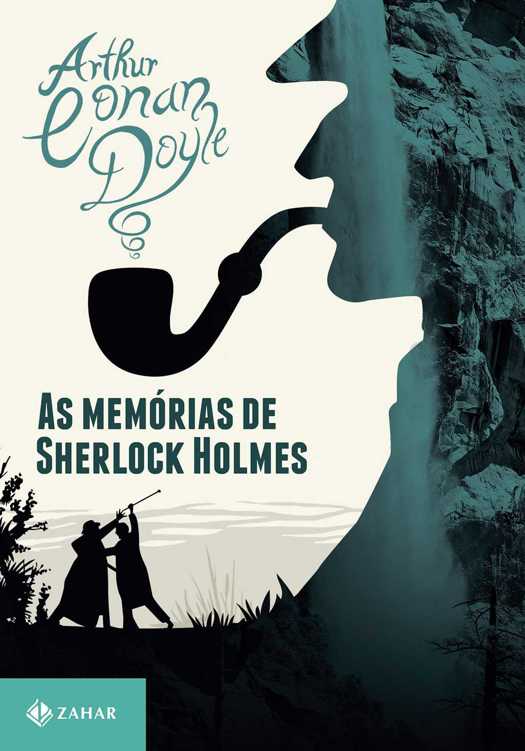 Arthur
Conan
Doyle
AS MEMÓRIAS DE
SHERLOCK HOLMES
ZAHAR